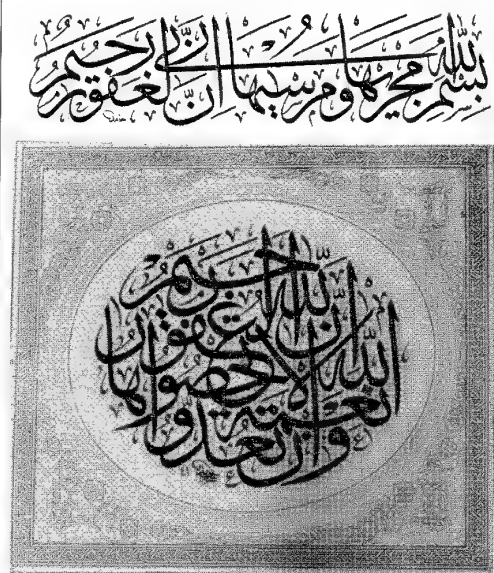 بسم الله مجريها ومرسيها ان ربي لغفور رحيم
وان تعدوا نعمة الله لا تحصوها ان الله لغفور رحيم